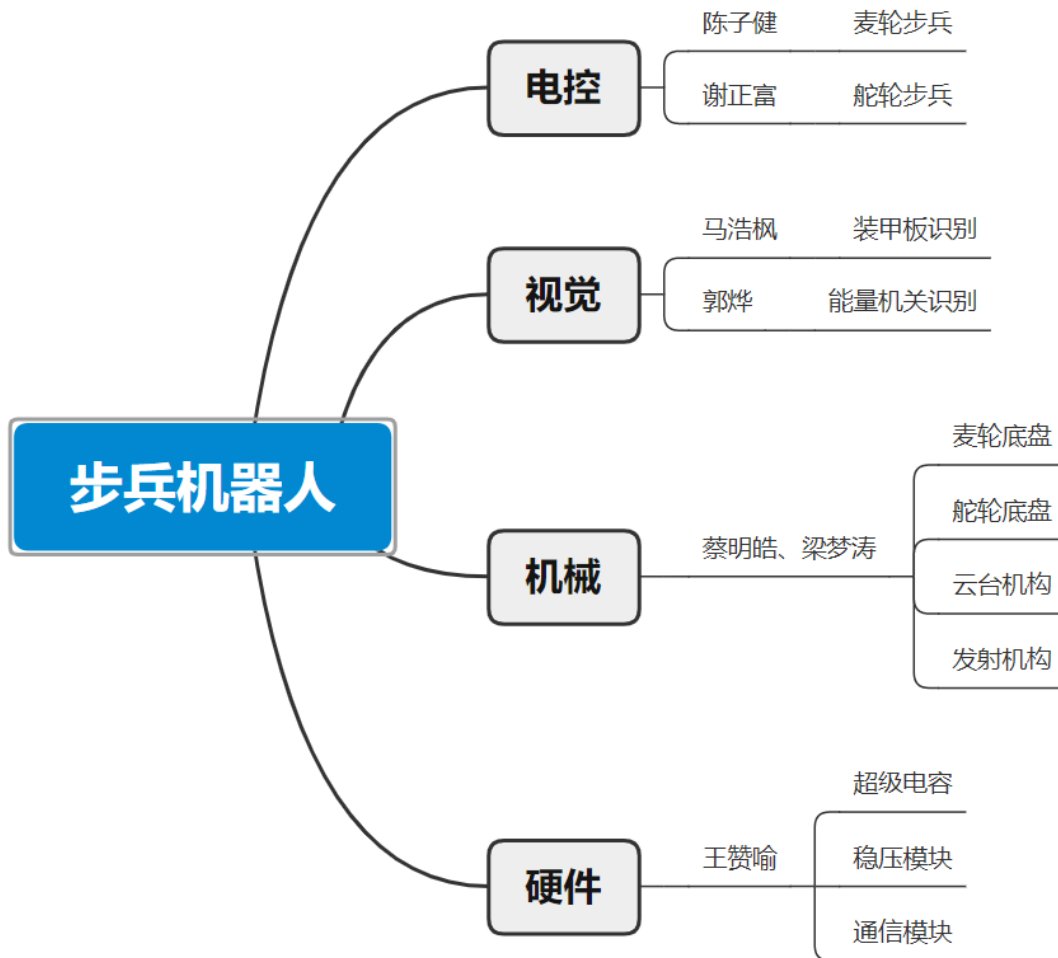 步兵机器人
电控
陈子健 麦轮步兵
谢正富 舵轮步兵
视觉
马浩枫 装甲板识别
郭烨 能量机关识别
机械
蔡明皓、梁梦涛
麦轮底盘
舵轮底盘
云台机构
发射机构
硬件
王赞喻
超级电容
稳压模块
通信模块